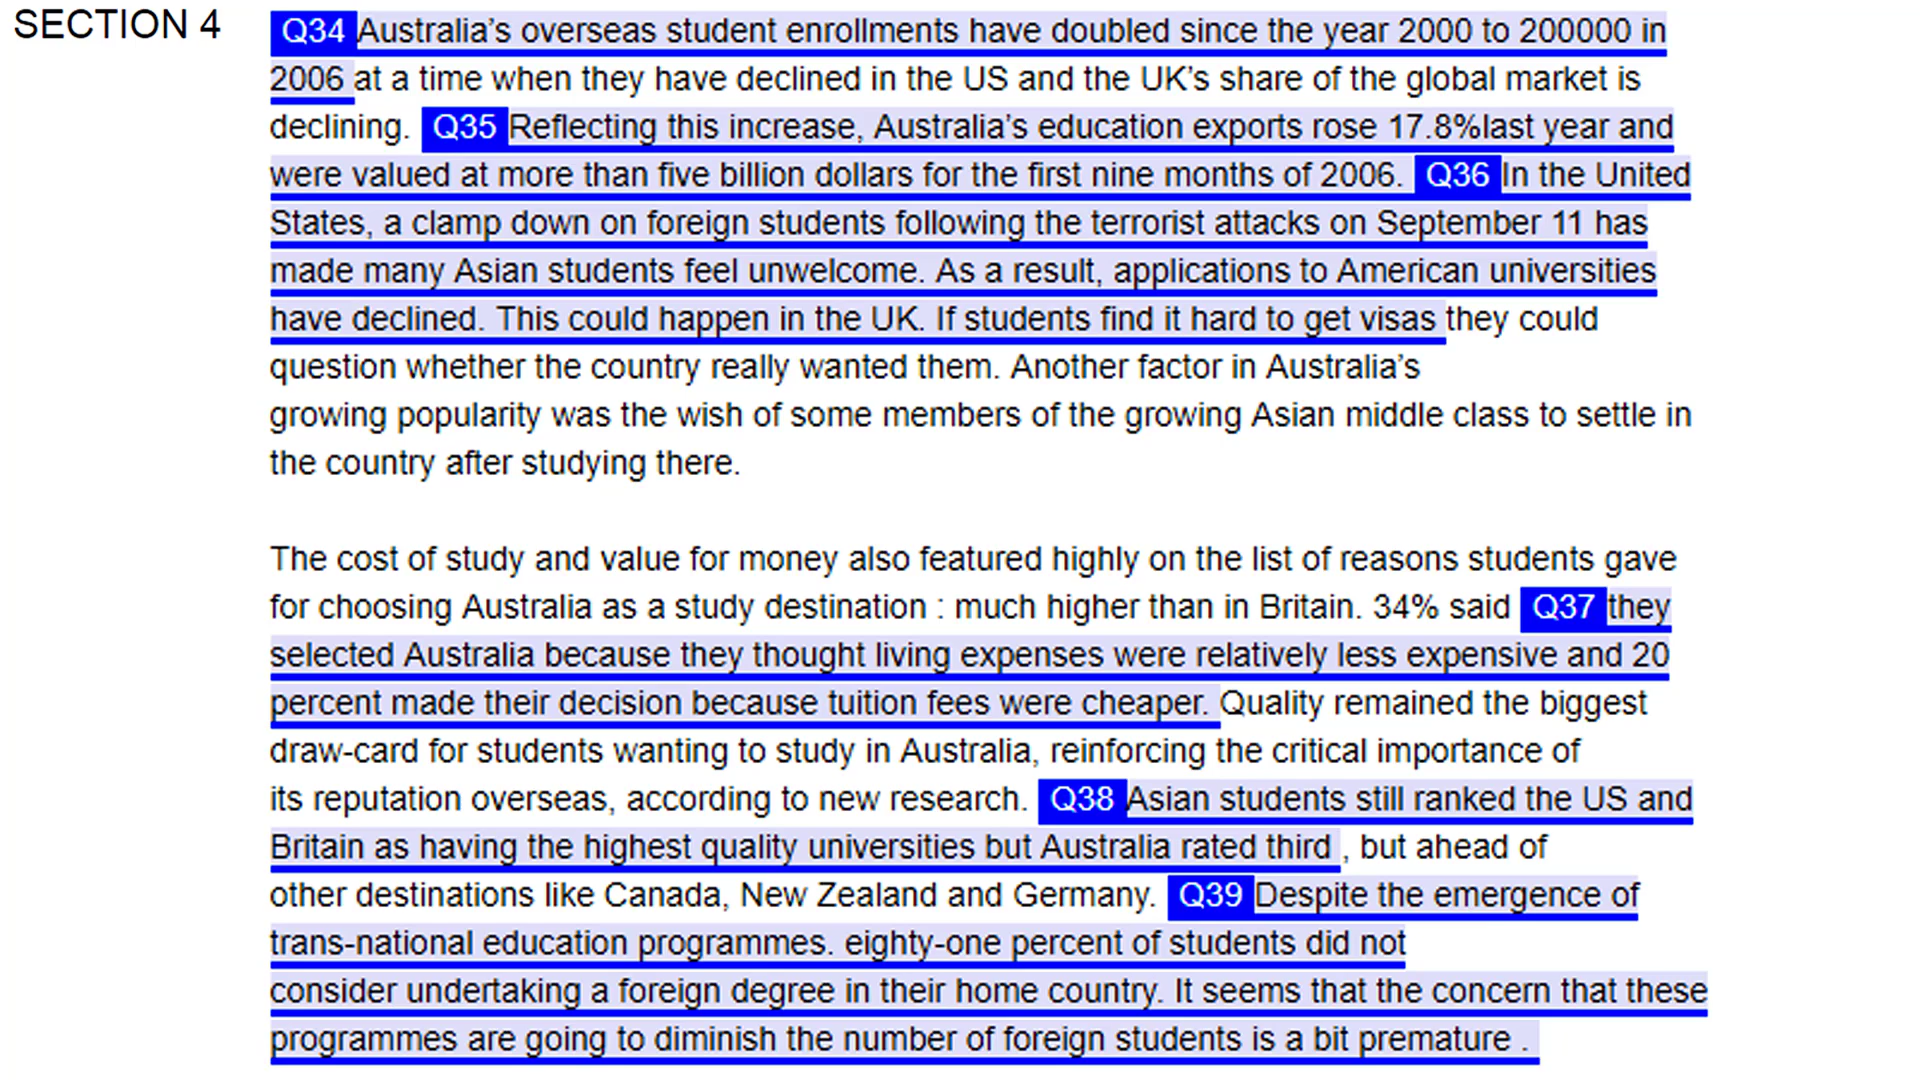 SECTION 4
Q34 Australia’s overseas student enrollments have doubled since the year 2000 to 200000 in
2006 at a time when they have declined in the US and the UK’s share of the global market is
declining. Q35 Reflecting this increase, Australia’s education exports rose 17.8%last year and
were valued at more than five billion dollars for the first nine months of 2006. Q36 In the United
States, a clamp down on foreign students following the terrorist attacks on September 11 has
made many Asian students feel unwelcome. As a result, applications to American universities
have declined. This could happen in the UK. If students find it hard to get visas they could
question whether the country really wanted them. Another factor in Australia’s
growing popularity was the wish of some members of the growing Asian middle class to settle in
the country after studying there.
The cost of study and value for money also featured highly on the list of reasons students gave
for choosing Australia as a study destination : much higher than in Britain. 34% said Q37 they
selected Australia because they thought living expenses were relatively less expensive and 20
percent made their decision because tuition fees were cheaper. Quality remained the biggest
draw-card for students wanting to study in Australia, reinforcing the critical importance of
its reputation overseas, according to new research. Q38 Asian students still ranked the US and
Britain as having the highest quality universities but Australia rated third , but ahead of
other destinations like Canada, New Zealand and Germany. Q39 Despite the emergence of
trans-national education programmes. eighty-one percent of students did not
consider undertaking a foreign degree in their home country. It seems that the concern that these
programmes are going to diminish the number of foreign students is a bit premature .